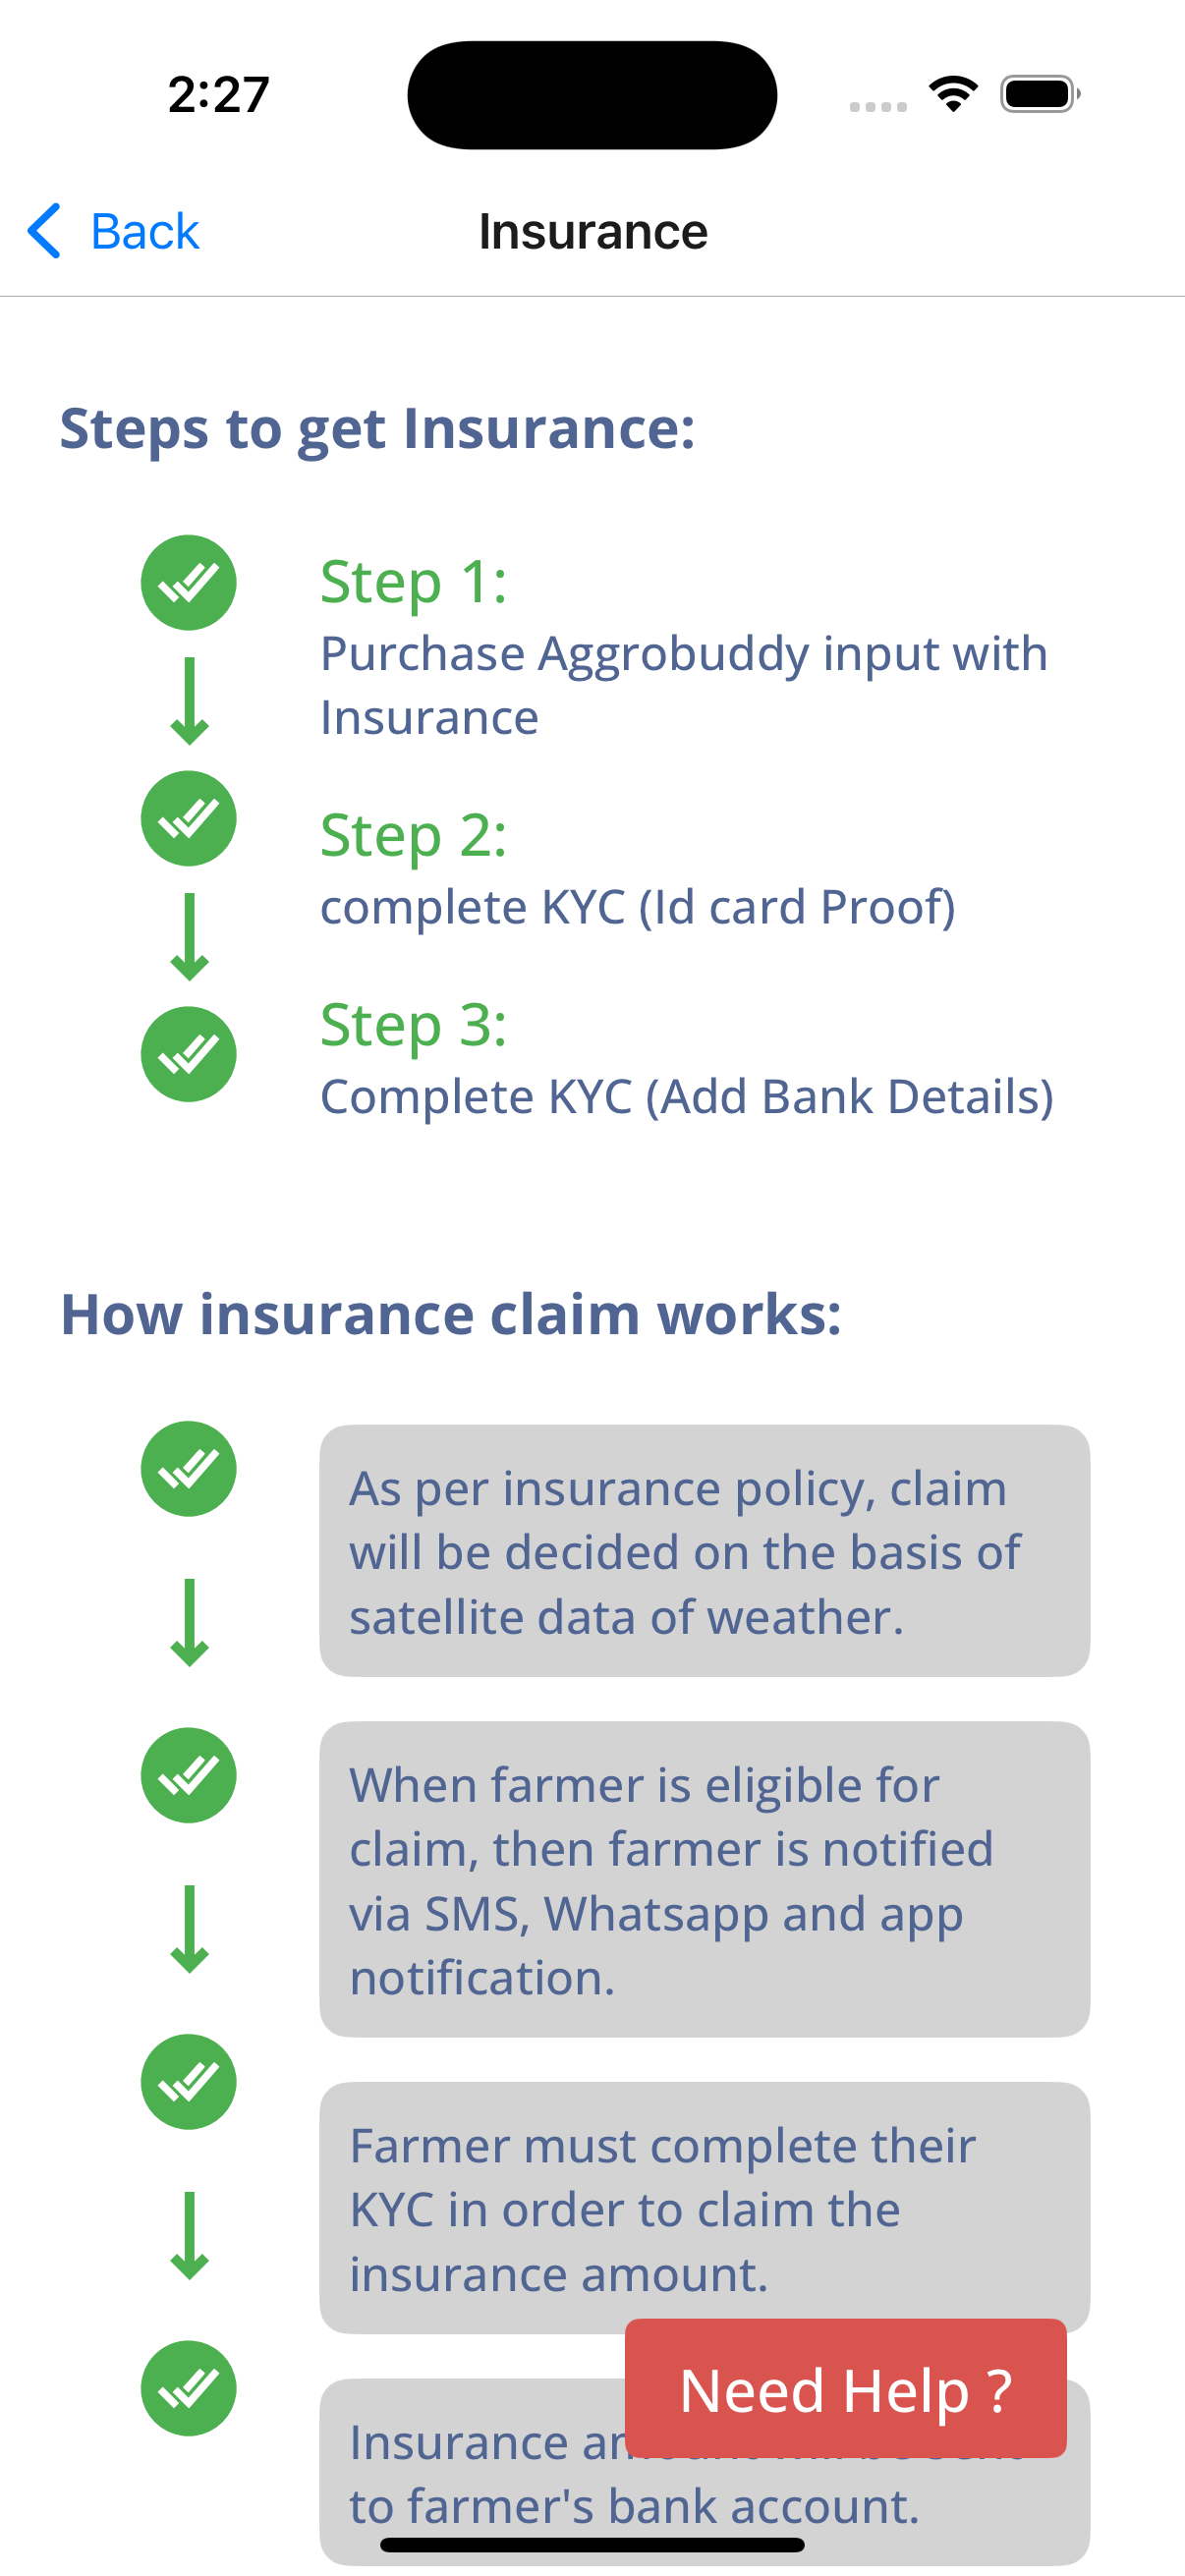 2:27
Back
Insurance
Steps to get Insurance:
Step 1:
Purchase Aggrobuddy input with
Insurance
Step 2:
complete KYC (Id card Proof)
Step 3:
Complete KYC (Add Bank Details)
How insurance claim works:
As per insurance policy, claim
will be decided on the basis of
satellite data of weather.
When farmer is eligible for
claim, then farmer is notified
via SMS, Whatsapp and app
notification.
Farmer must complete their
KYC in order to claim the
insurance amount.
Need Help ?
Insurance
to farmer's bank account.